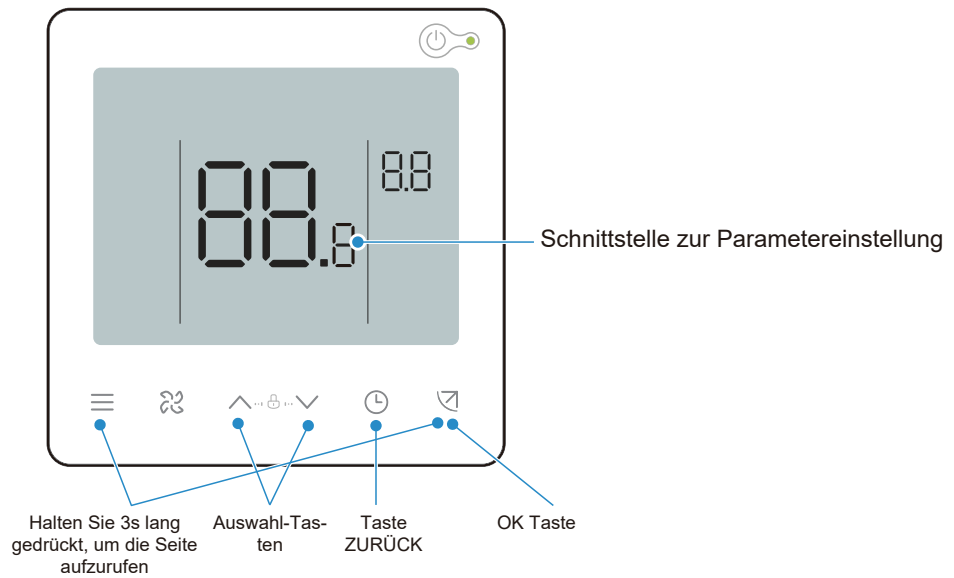 88.8
8.8
Schnittstelle zur Parametereinstellung
Halten Sie 3s lang
gedrückt, um die Seite
aufzurufen
Auswahl-Tas-
ten
Taste
ZURÜCK
OK Taste